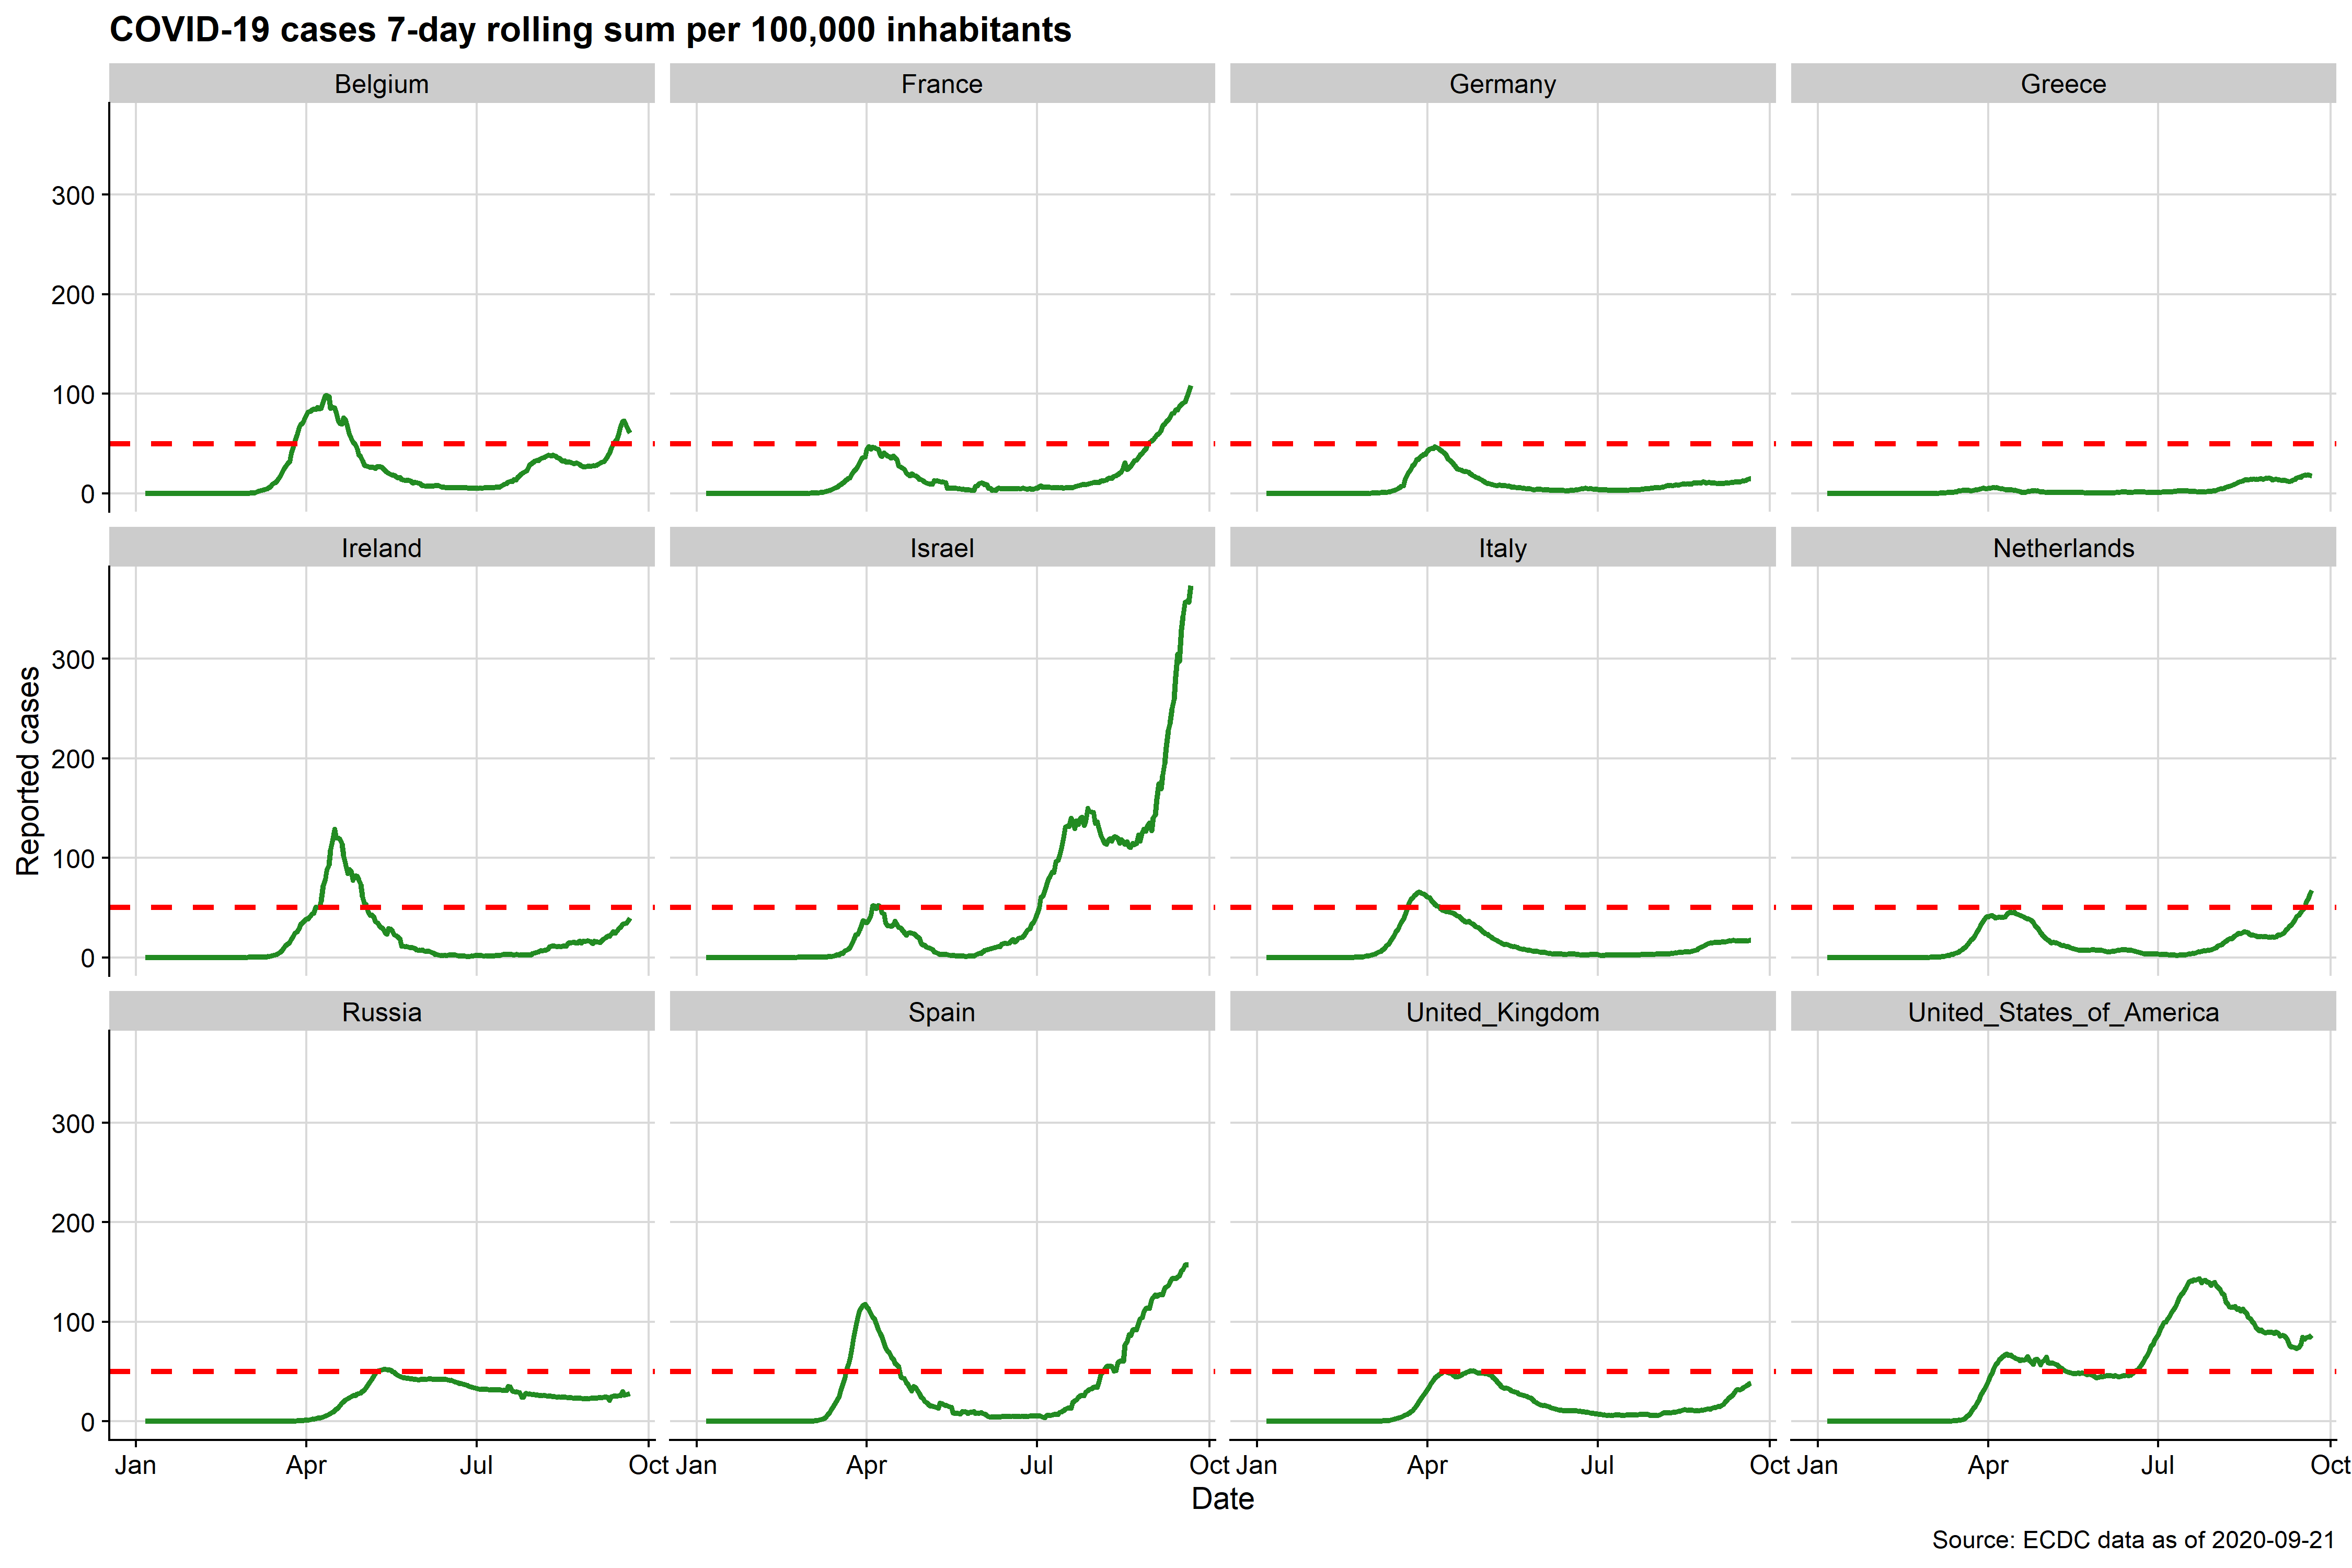 COVID-19 cases 7-day rolling sum per 100,000 inhabitants
Belgium France Germany Greece
300
200
100
0
Ireland Israel Italy Netherlands
Reported cases
300
200
100
0
Russia Spain United_Kingdom United_States_of_America
300
200
100
0
Jan Apr Jul Oct Jan Apr Jul Oct Jan Apr Jul Oct Jan Apr Jul Oct
Date
Source: ECDC data as of 2020-09-21